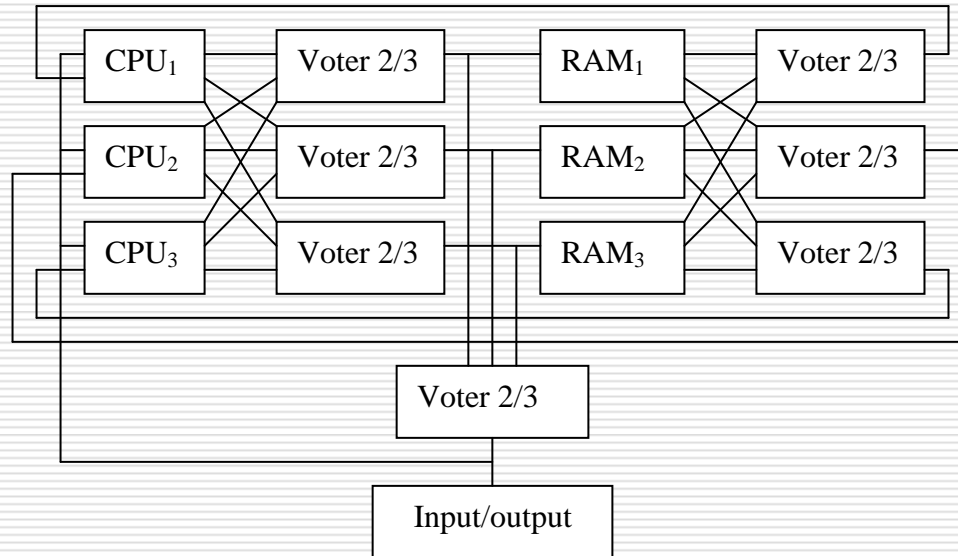 CPU₁ Voter 2/3 RAM₁ Voter 2/3
CPU₂ Voter 2/3 RAM₂ Voter 2/3
CPU₃ Voter 2/3 RAM₃ Voter 2/3
Voter 2/3
Input/output